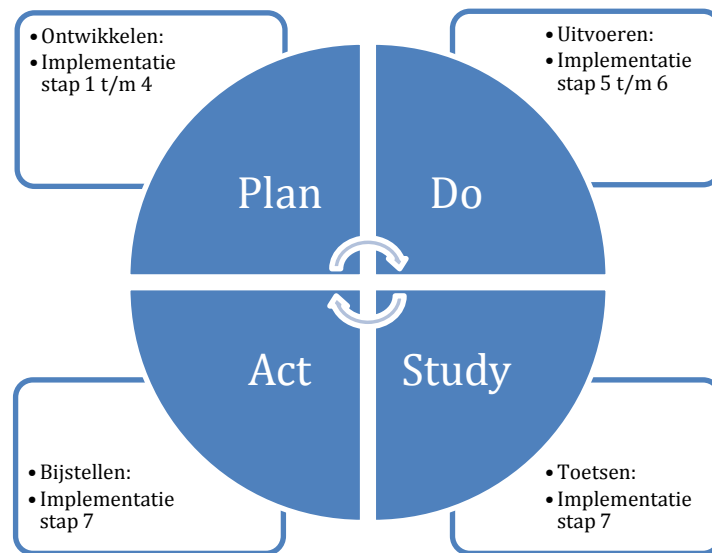 • Ontwikkelen:
• Implementatie
stap 1 t/m 4
• Uitvoeren:
• Implementatie
stap 5 t/m 6
Plan
Do
Act
Study
• Bijstellen:
• Implementatie
stap 7
• Toetsen:
• Implementatie
stap 7